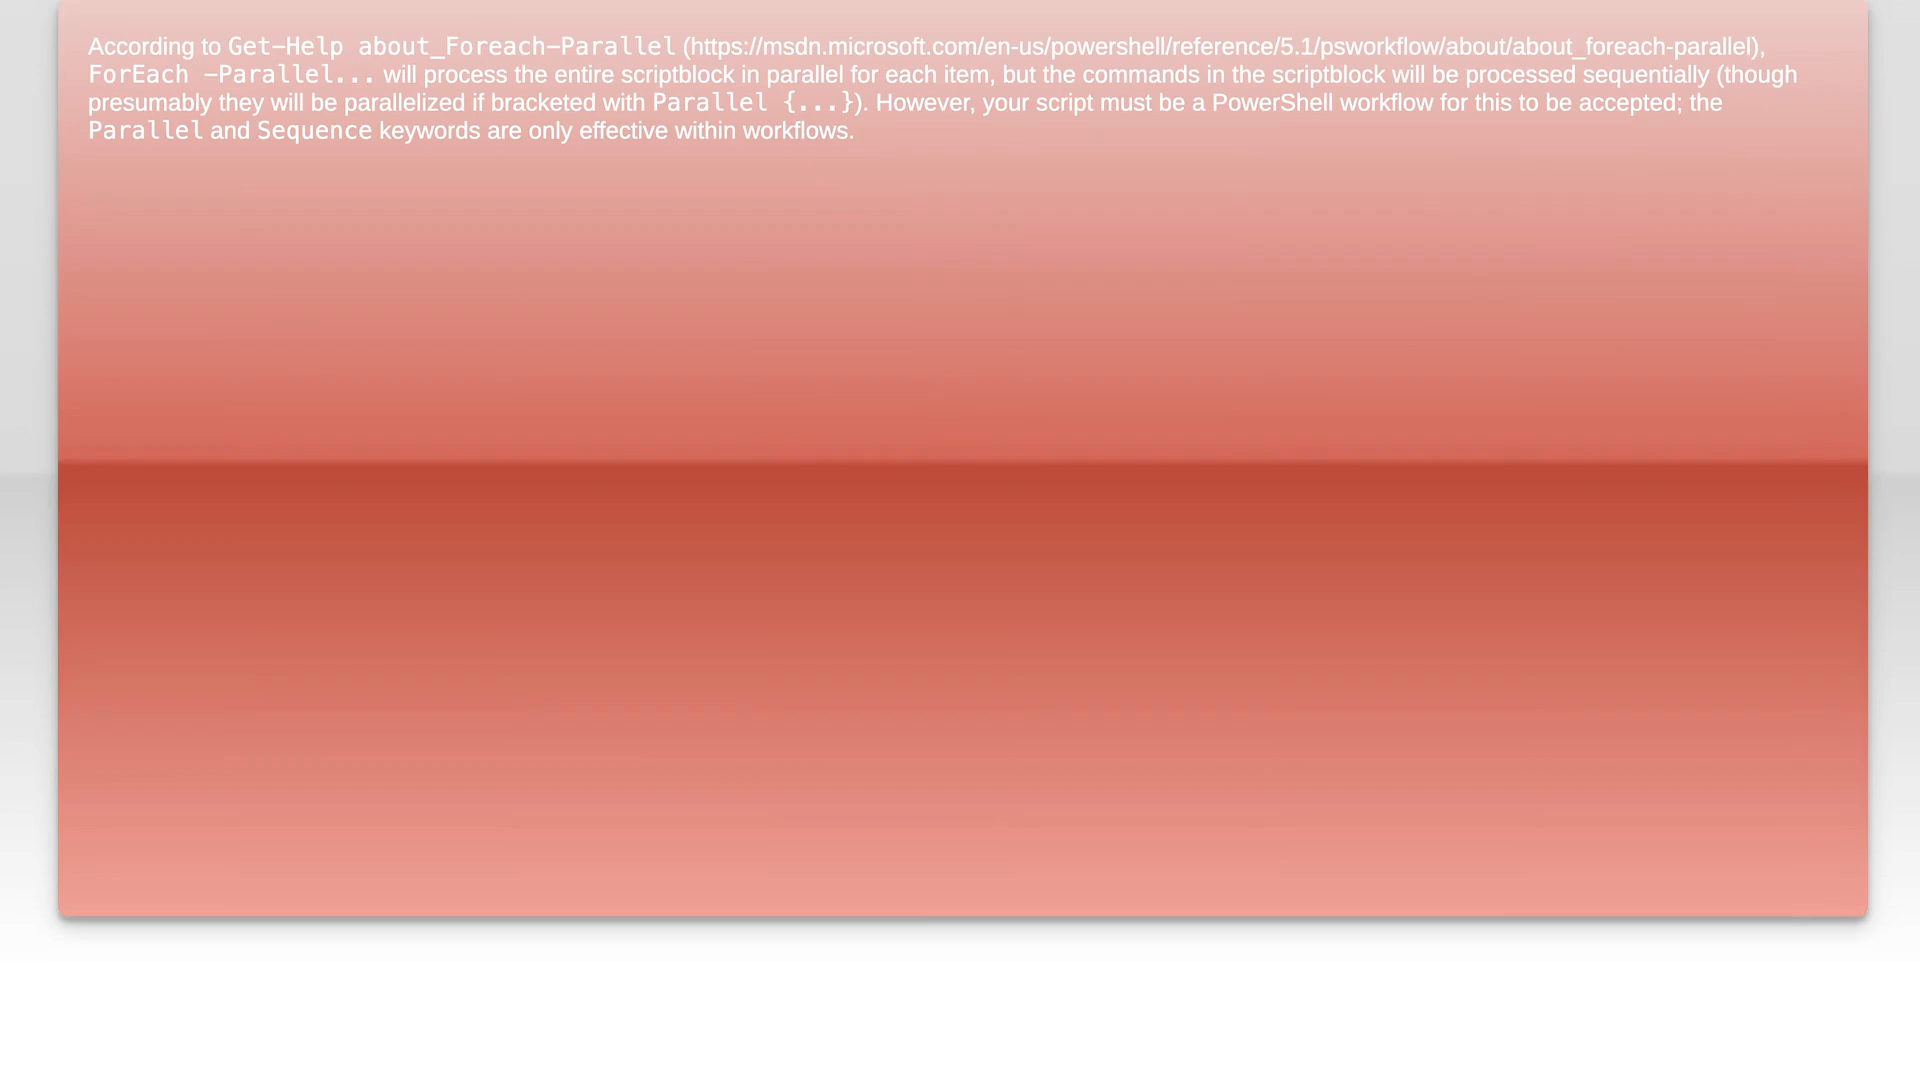 According to Get-Help about_Foreach-Parallel (https://msdn.microsoft.com/en-us/powershell/reference/5.1/psworkflow/about/about_foreach-parallel),
ForEach -Parallel... will process the entire scriptblock in parallel for each item, but the commands in the scriptblock will be processed sequentially (though
presumably they will be parallelized if bracketed with Parallel {...}). However, your script must be a PowerShell workflow for this to be accepted; the
Parallel and Sequence keywords are only effective within workflows.